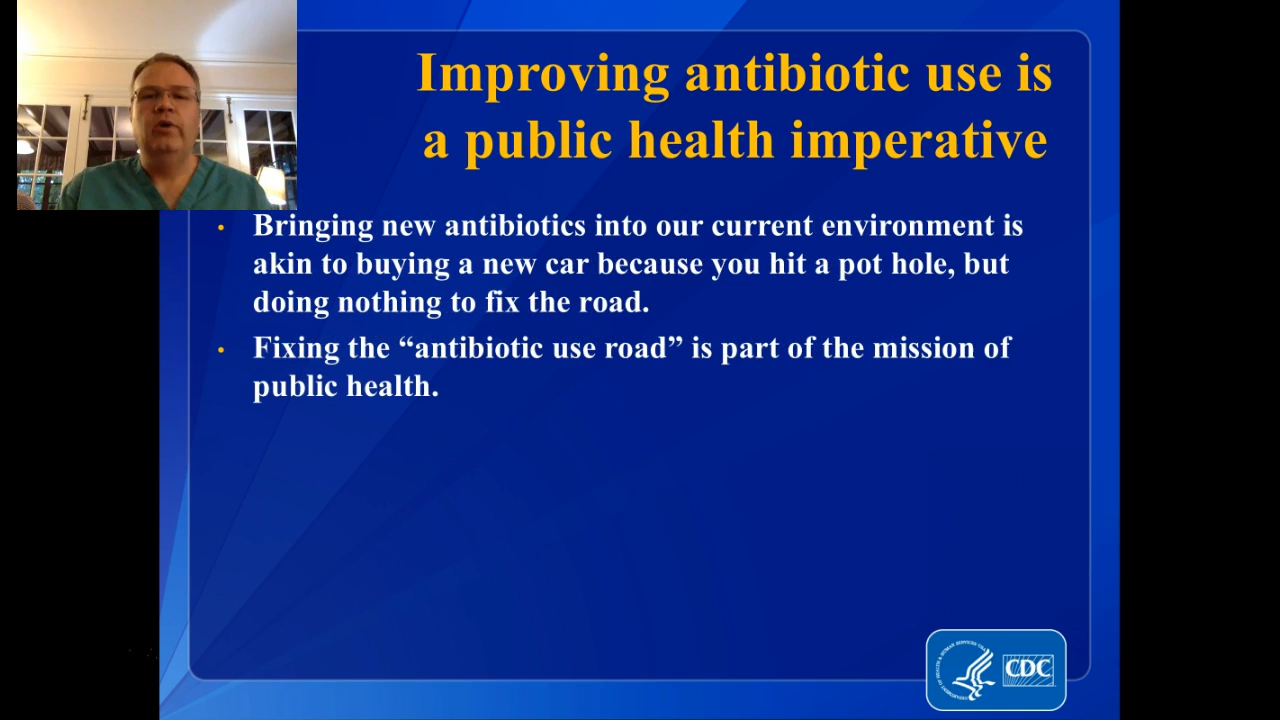 Improving antibiotic use is
a public health imperative
• Bringing new antibiotics into our current environment is
akin to buying a new car because you hit a pot hole, but
doing nothing to fix the road.
• Fixing the “antibiotic use road” is part of the mission of
public health.
CDC